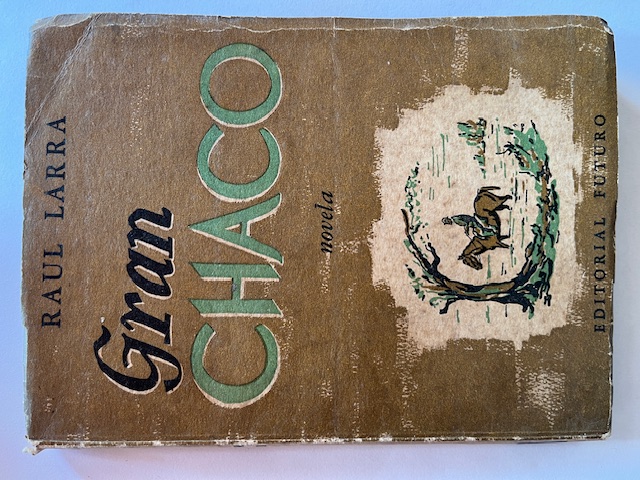 RAUL LARRA
Gran
CHACO
novela
EDITORIAL FUTURO